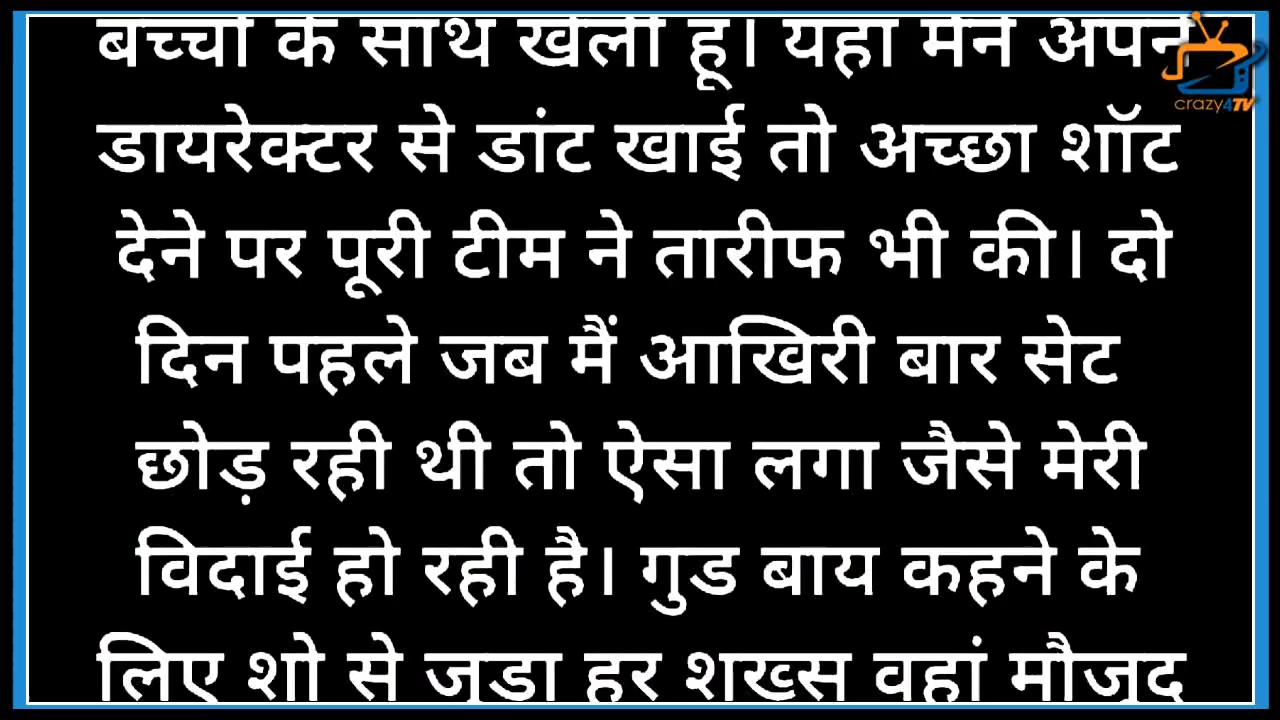 बच्चों के साथ खेली हूं। यहां मैंने अपने
crazy4TV
डायरेक्टर से डांट खाई तो अच्छा शॉट
देने पर पूरी टीम ने तारीफ भी की। दो
दिन पहले जब मैं आखिरी बार सेट
छोड़ रही थी तो ऐसा लगा जैसे मेरी
विदाई हो रही है। गुड बाय कहने के
लिए शो से जुड़ा हर शख्स वहां मौजूद